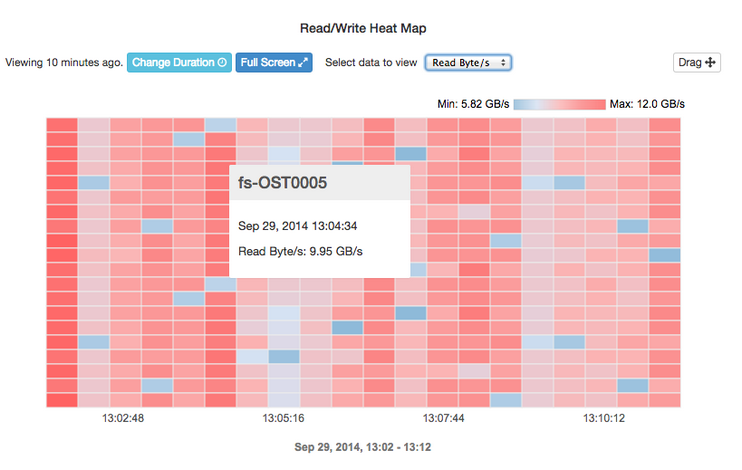 Read/Write Heat Map
Viewing 10 minutes ago. Change Duration Full Screen Select data to view Read Byte/s Drag
Min: 5.82 GB/s Max: 12.0 GB/s
fs-OST0005
Sep 29, 2014 13:04:34
Read Byte/s: 9.95 GB/s
13:02:48 13:05:16 13:07:44 13:10:12
Sep 29, 2014, 13:02 - 13:12